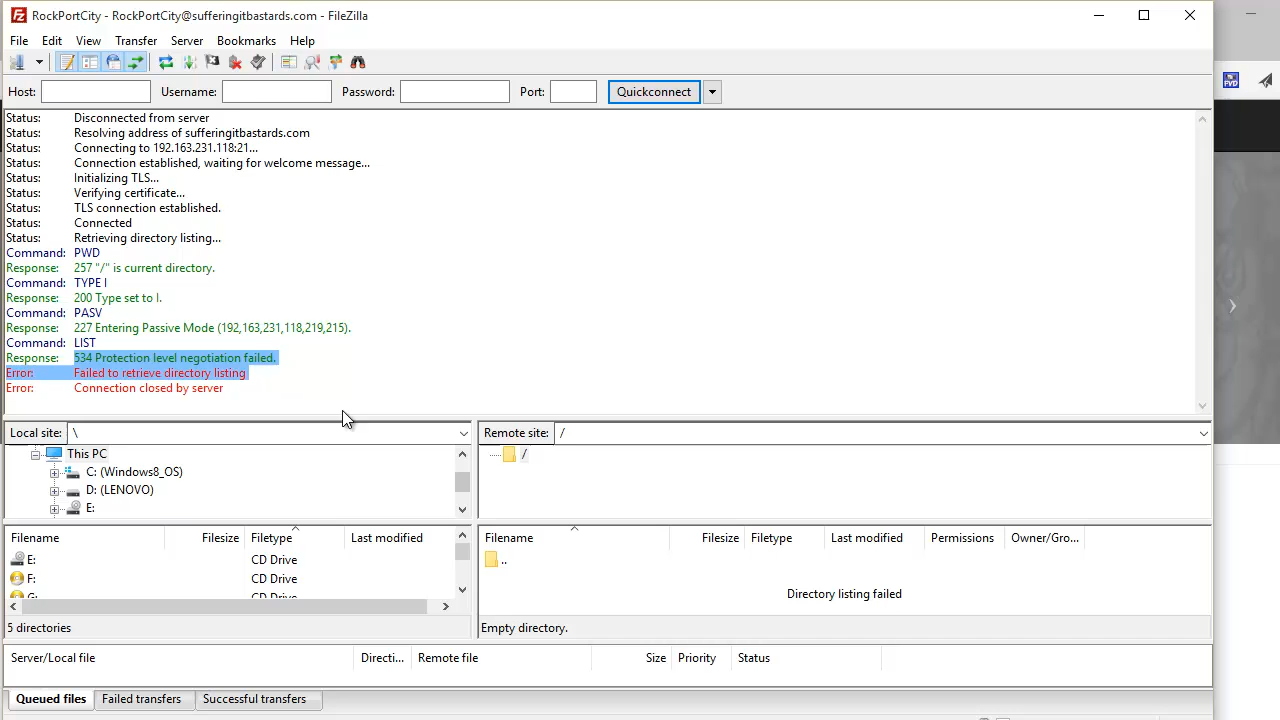 RockPortCity - RockPortCity@sufferingitbastards.com - FileZilla
File Edit View Transfer Server Bookmarks Help
Host: Username: Password: Port: Quickconnect
FVD
Status: Disconnected from server
Status: Resolving address of sufferingitbastards.com
Status: Connecting to 192.163.231.118:21...
Status: Connection established, waiting for welcome message...
Status: Initializing TLS...
Status: Verifying certificate...
Status: TLS connection established.
Status: Connected
Status: Retrieving directory listing...
Command: PWD
Response: 257 "/" is current directory.
Command: TYPE I
Response: 200 Type set to I.
Command: PASV
Response: 227 Entering Passive Mode (192,163,231,118,219,215).
Command: LIST
Response: 534 Protection level negotiation failed.
Error: Failed to retrieve directory listing
Error: Connection closed by server
Local site: \
This PC
C: (Windows8_OS)
D: (LENOVO)
E:
Remote site: /
/
Filename Filesize Filetype Last modified
E: CD Drive
F: CD Drive
G: CD Drive
5 directories
Filename Filesize Filetype Last modified Permissions Owner/Gro...
..
Directory listing failed
Empty directory.
Server/Local file Directi... Remote file Size Priority Status
Queued files Failed transfers Successful transfers